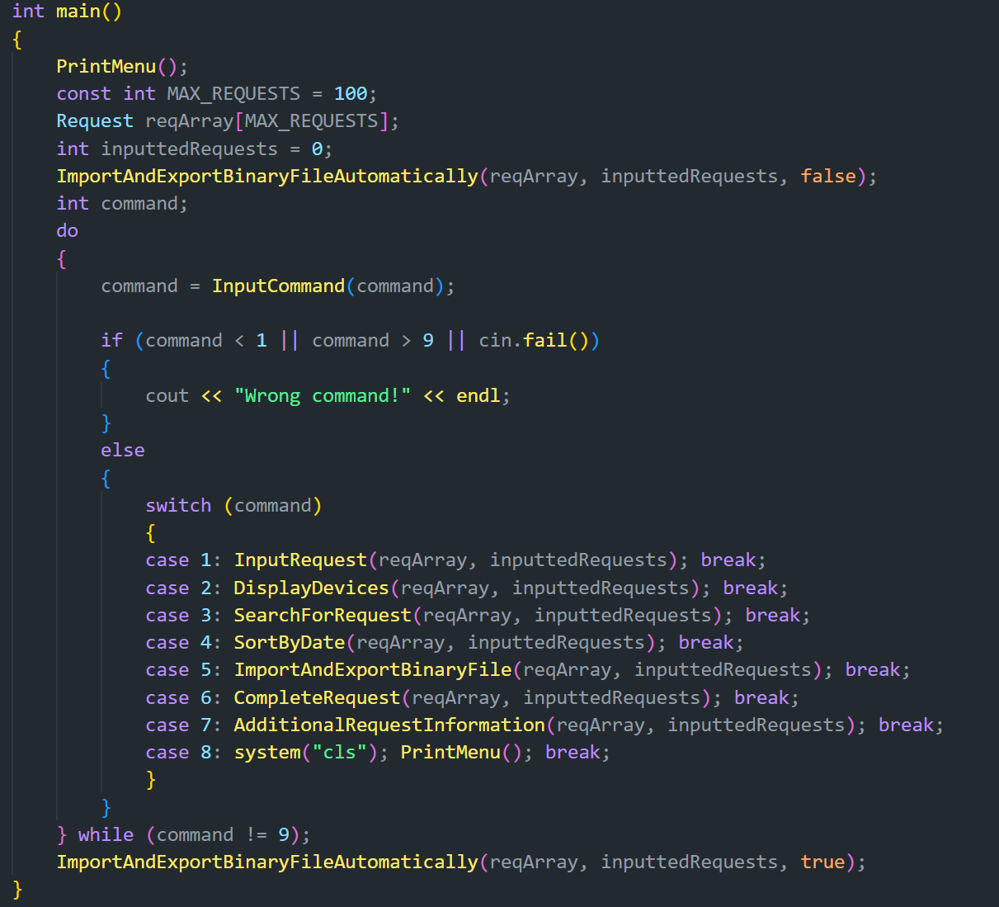 int main()
{
    PrintMenu();
    const int MAX_REQUESTS = 100;
    Request reqArray[MAX_REQUESTS];
    int inputtedRequests = 0;
    ImportAndExportBinaryFileAutomatically(reqArray, inputtedRequests, false);
    int command;
    do
    {
        command = InputCommand(command);

        if (command < 1 || command > 9 || cin.fail())
        {
            cout << "Wrong command!" << endl;
        }
        else
        {
            switch (command)
            {
            case 1: InputRequest(reqArray, inputtedRequests); break;
            case 2: DisplayDevices(reqArray, inputtedRequests); break;
            case 3: SearchForRequest(reqArray, inputtedRequests); break;
            case 4: SortByDate(reqArray, inputtedRequests); break;
            case 5: ImportAndExportBinaryFile(reqArray, inputtedRequests); break;
            case 6: CompleteRequest(reqArray, inputtedRequests); break;
            case 7: AdditionalRequestInformation(reqArray, inputtedRequests); break;
            case 8: system("cls"); PrintMenu(); break;
            }
        }
    } while (command != 9);
    ImportAndExportBinaryFileAutomatically(reqArray, inputtedRequests, true);
}